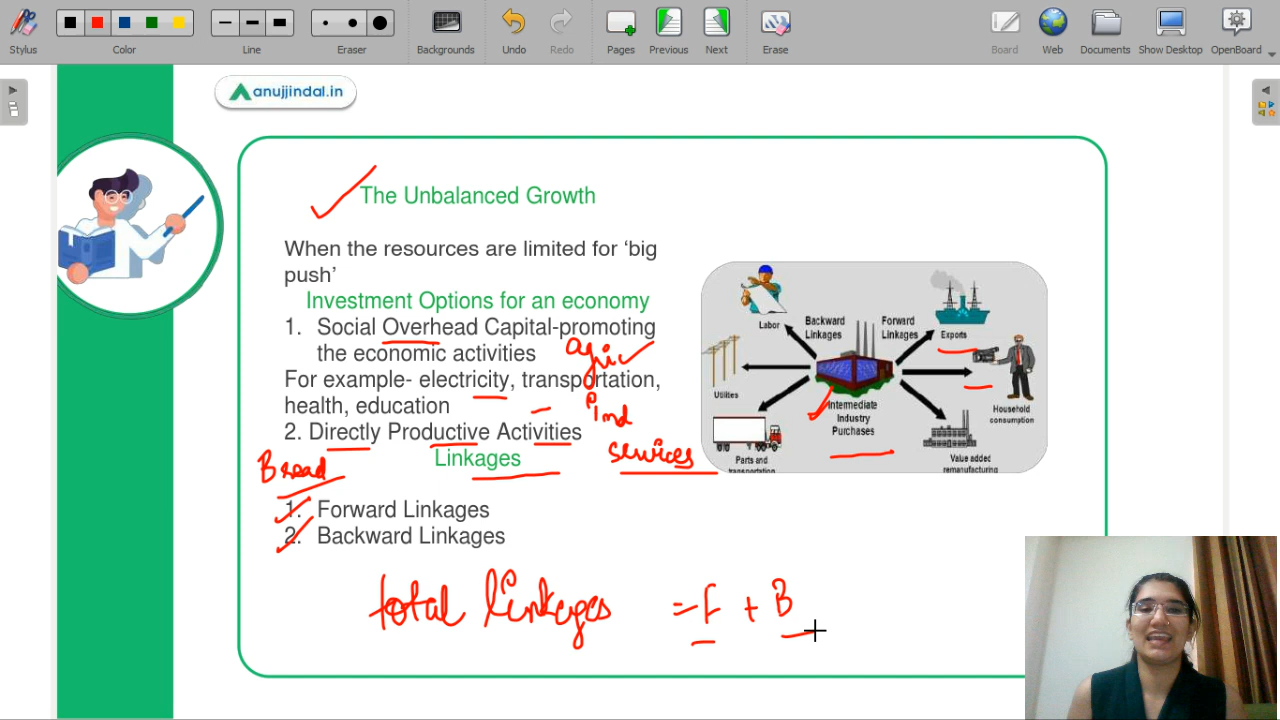 Stylus Color Line Eraser Backgrounds Undo Redo Pages Previous Next Erase Board Web Documents Show Desktop OpenBoard
anujjindal.in
The Unbalanced Growth
When the resources are limited for ‘big
push’
Investment Options for an economy
1. Social Overhead Capital-promoting
the economic activities
agri
For example- electricity, transportation,
health, education
ind
2. Directly Productive Activities
services
Linkages
Bread
1. Forward Linkages
2. Backward Linkages
total linkages = F + B
Labor
Backward
Linkages
Forward
Linkages
Exports
Utilities
Intermediate
Industry
Purchases
Household
consumption
Parts and
transportation
Value added
remanufacturing